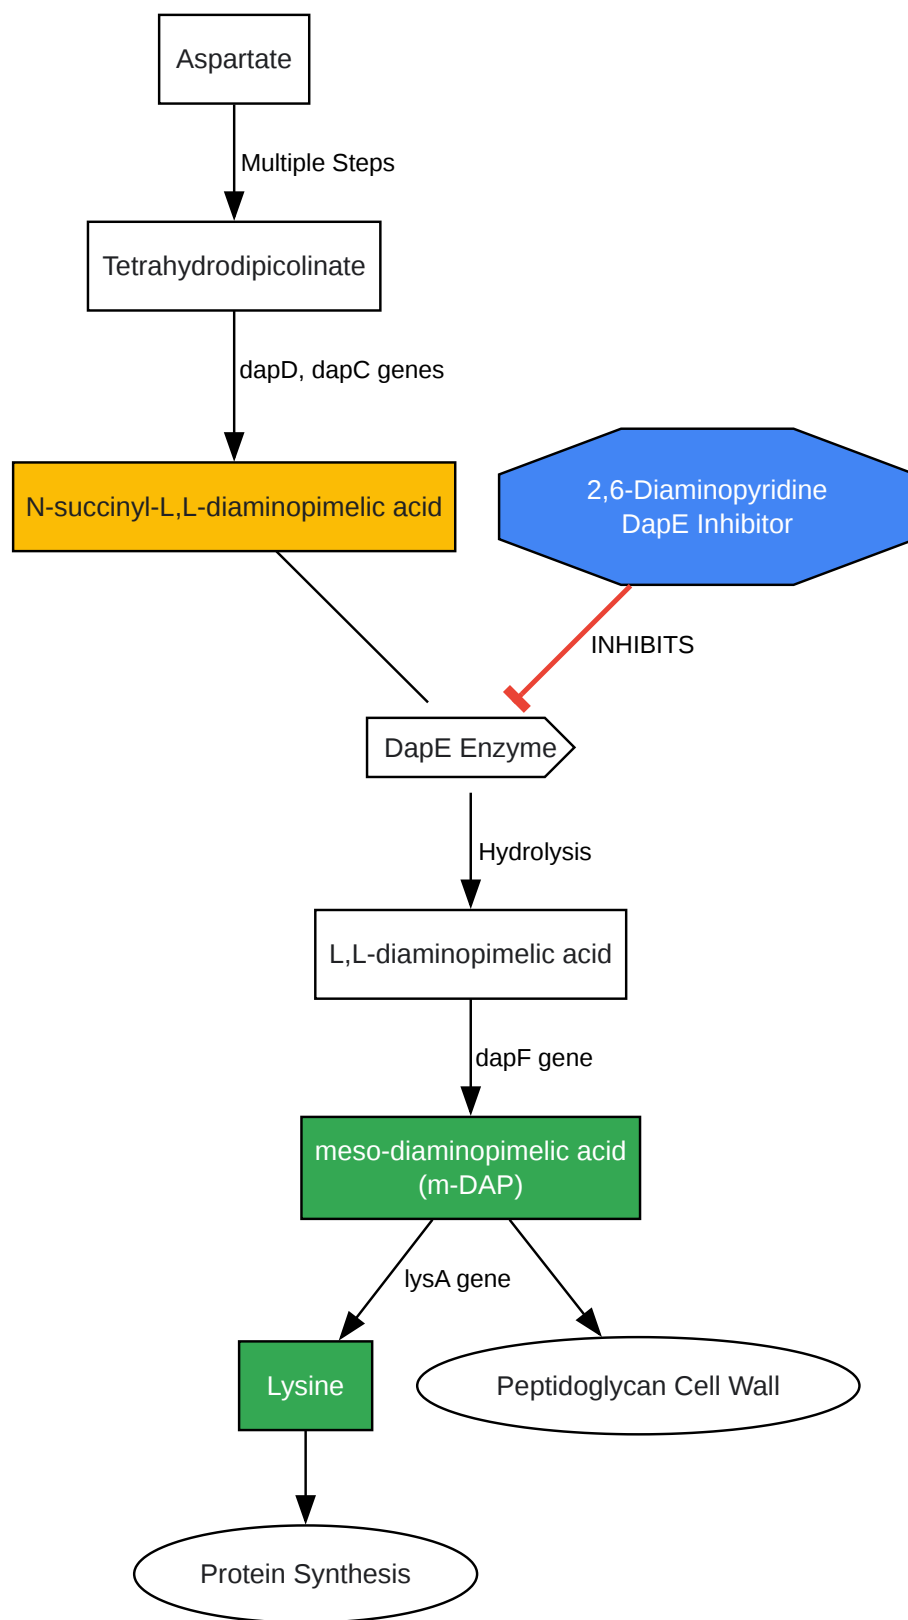 Aspartate
Multiple Steps
Tetrahydrodipicolinate
dapD, dapC genes
N-succinyl-L,L-diaminopimelic acid
2,6-Diaminopyridine
DapE Inhibitor
INHIBITS
DapE Enzyme
Hydrolysis
L,L-diaminopimelic acid
dapF gene
meso-diaminopimelic acid
(m-DAP)
lysA gene
Lysine
Peptidoglycan Cell Wall
Protein Synthesis